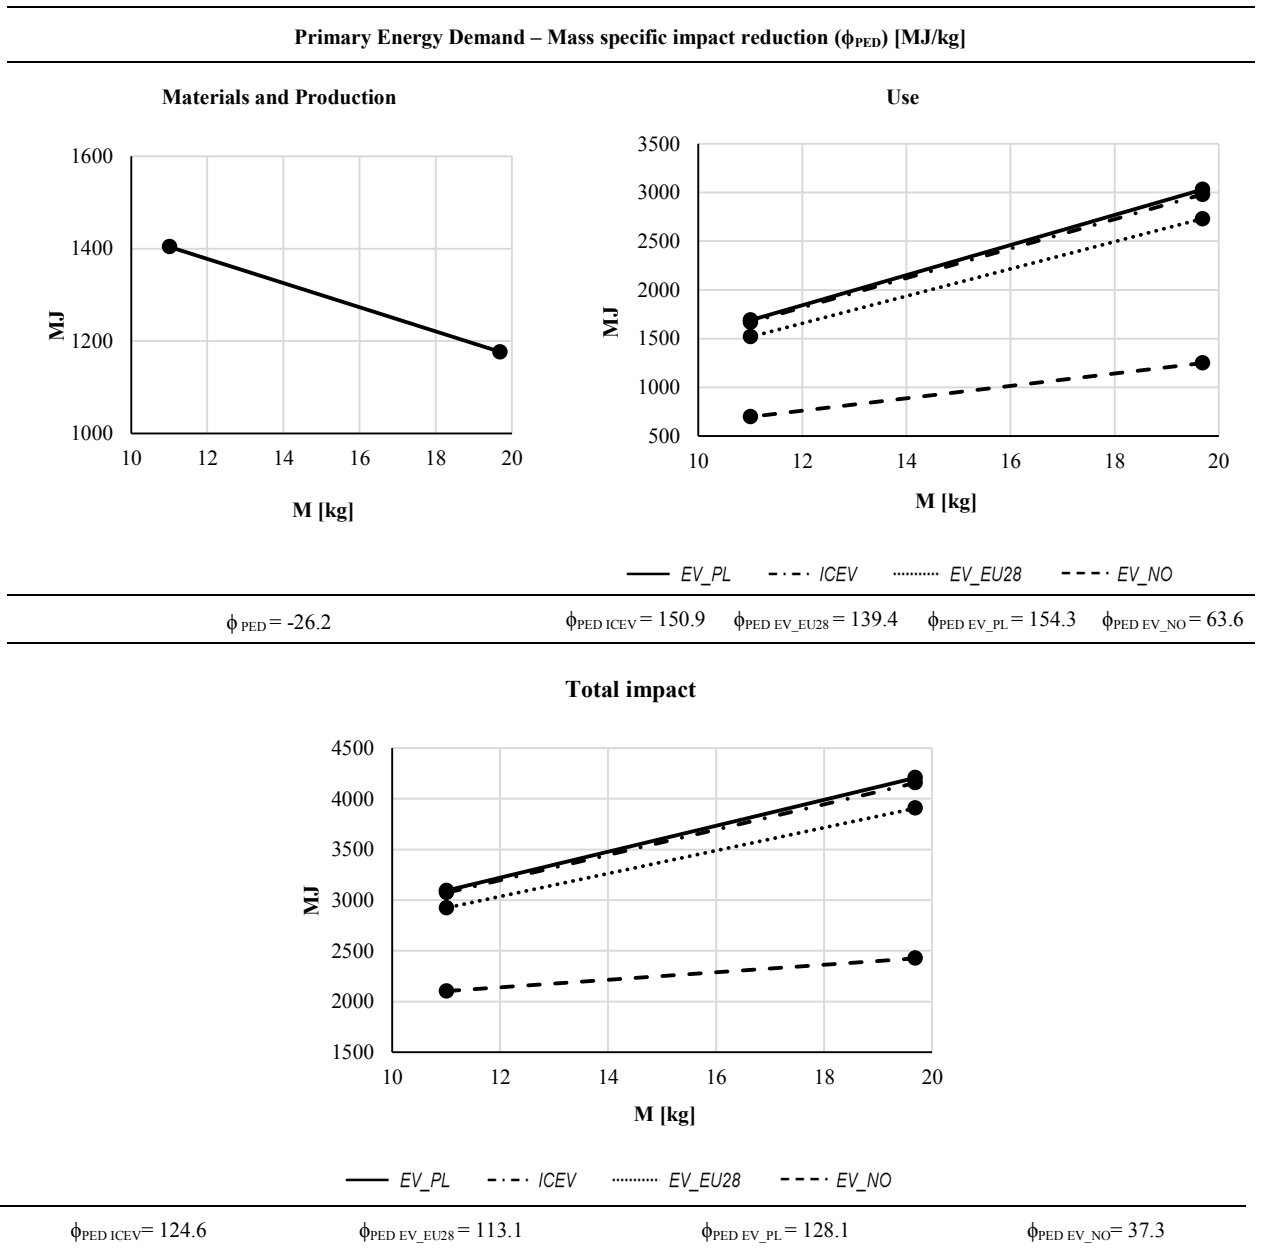 Primary Energy Demand – Mass specific impact reduction (ϕPED) [MJ/kg]
Materials and Production
1600
1400
1200
1000
MJ
10 12 14 16 18 20
M [kg]
Use
3500
3000
2500
2000
1500
1000
500
MJ
10 12 14 16 18 20
M [kg]
EV_PL ICEV EV_EU28 EV_NO
ϕ PED = -26.2
ϕPED ICEV = 150.9 ϕPED EV_EU28 = 139.4 ϕPED EV_PL = 154.3 ϕPED EV_NO = 63.6
Total impact
4500
4000
3500
3000
2500
2000
1500
MJ
10 12 14 16 18 20
M [kg]
EV_PL ICEV EV_EU28 EV_NO
ϕPED ICEV= 124.6 ϕPED EV_EU28 = 113.1 ϕPED EV_PL = 128.1 ϕPED EV_NO= 37.3